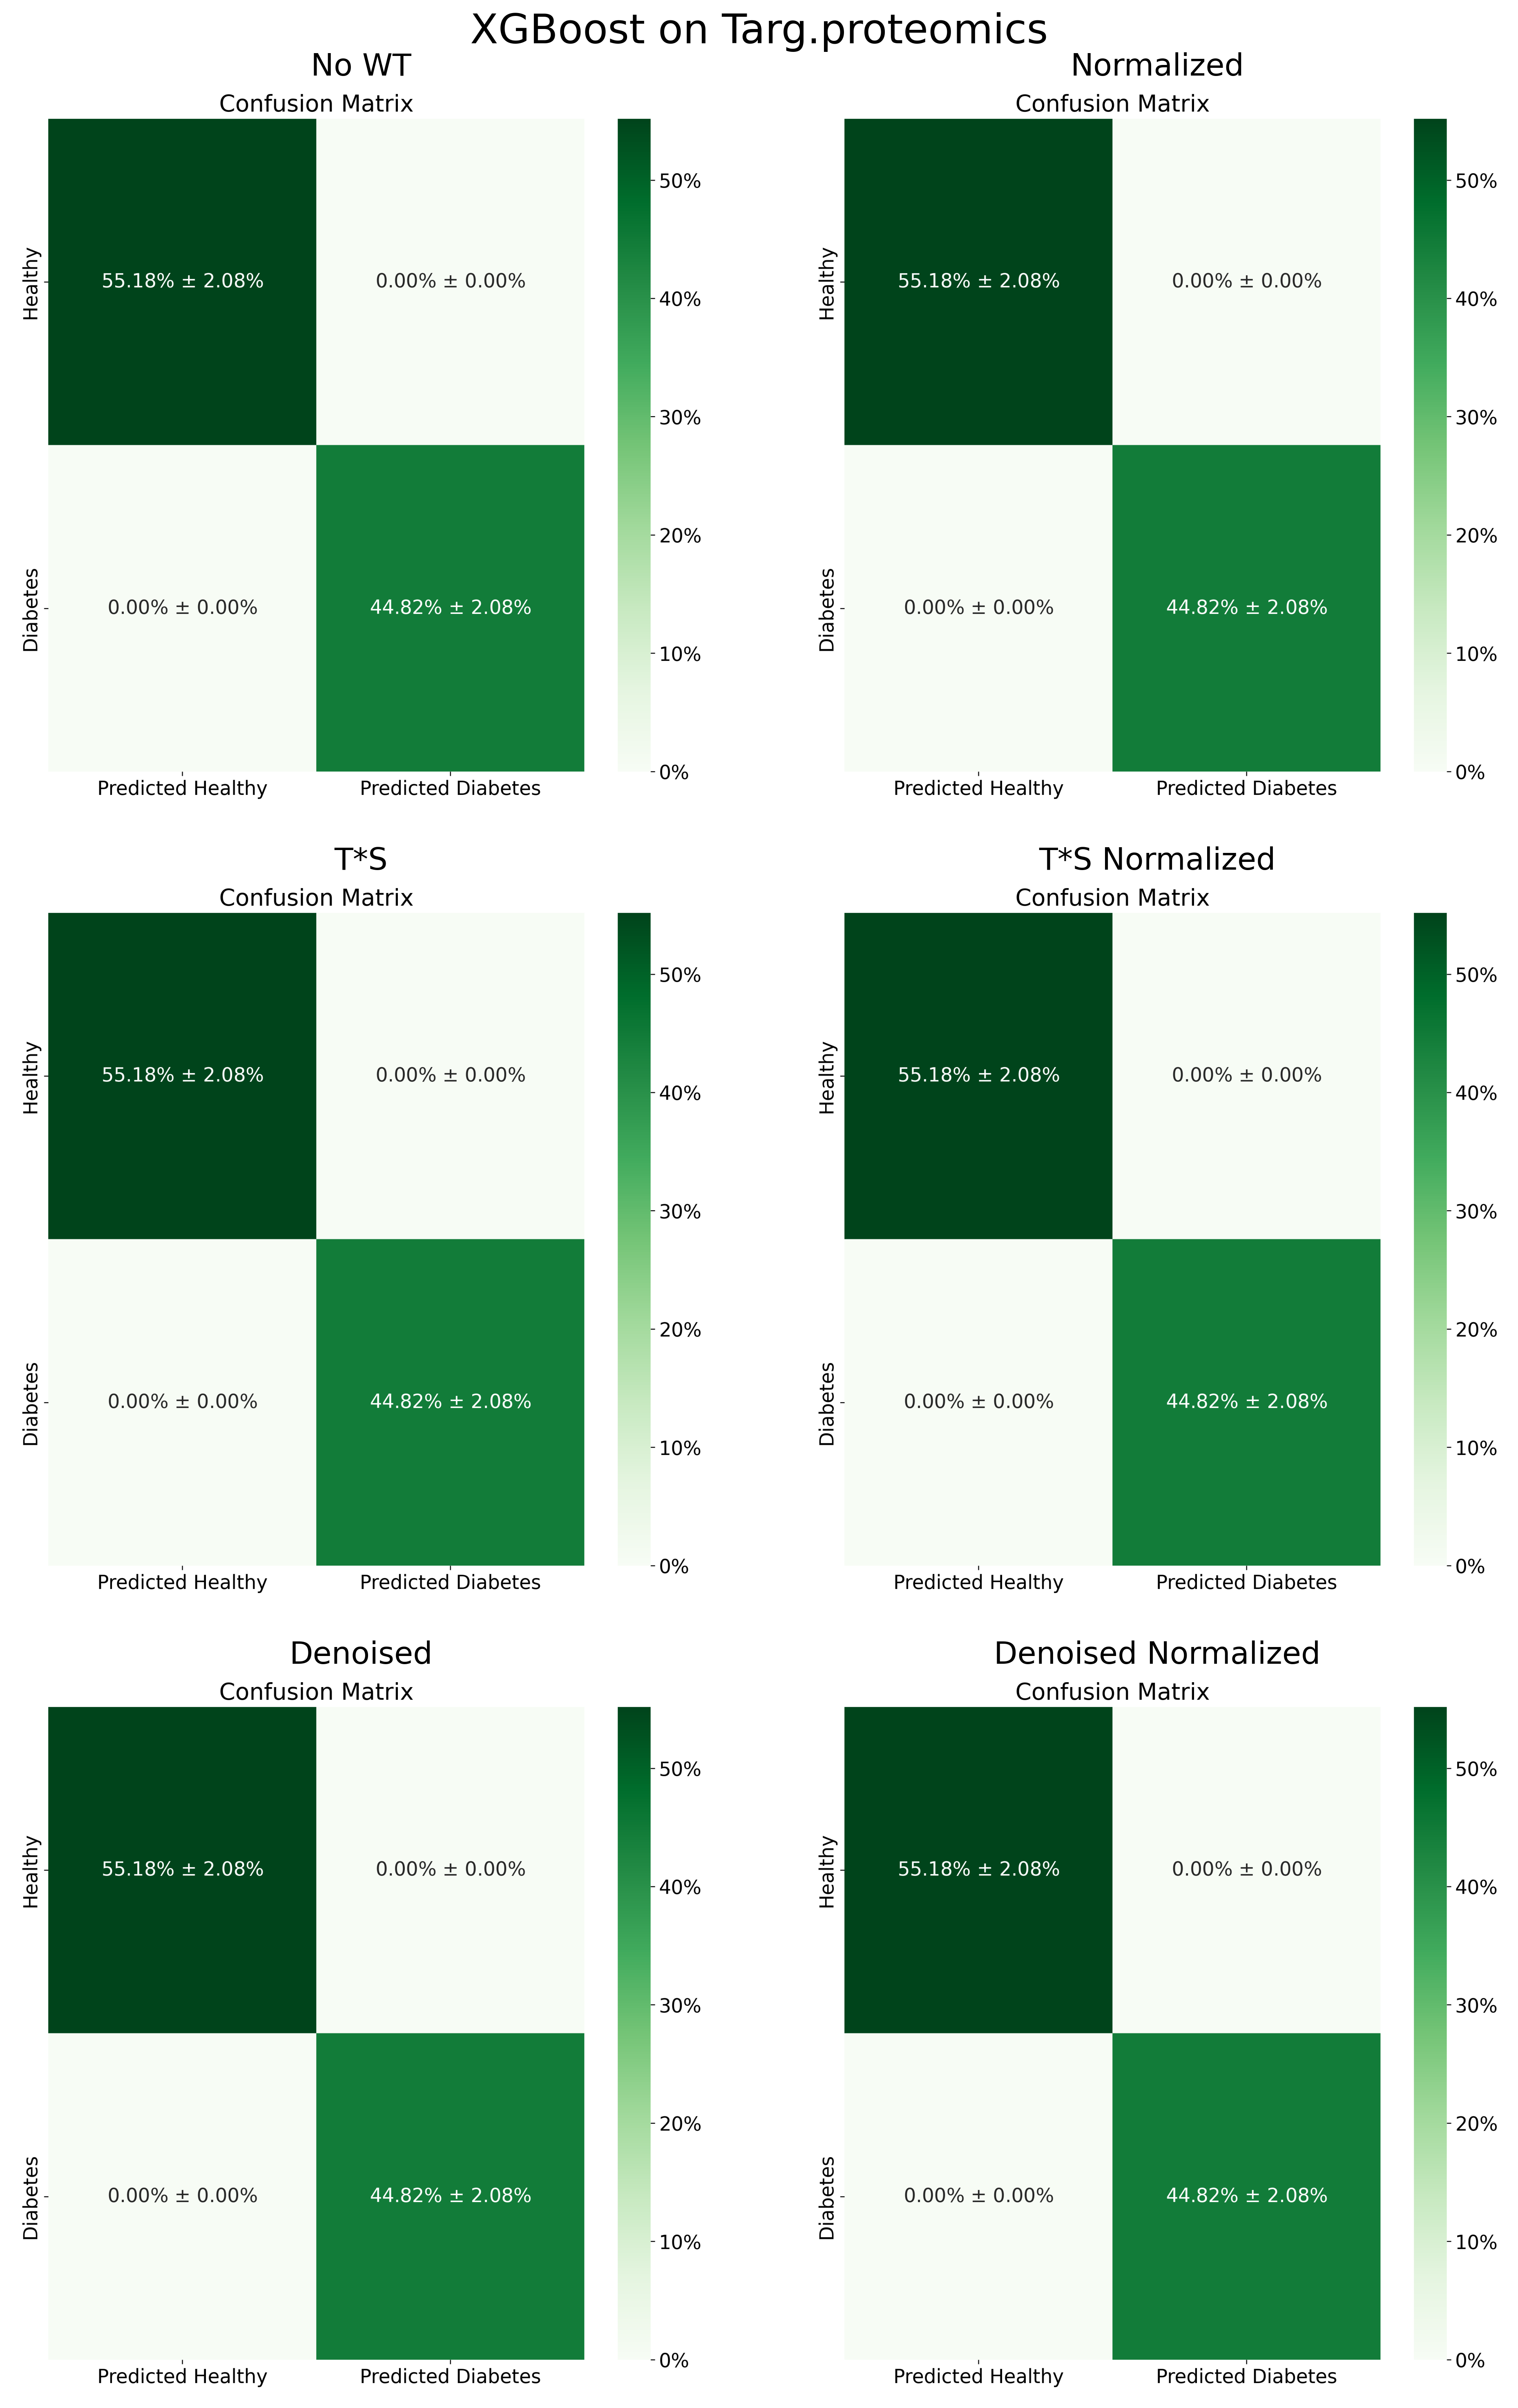 XGBoost on Targ.proteomics
No WT
Confusion Matrix
Healthy
Diabetes
55.18% ± 2.08%
0.00% ± 0.00%
0.00% ± 0.00%
44.82% ± 2.08%
Predicted Healthy
Predicted Diabetes
50%
40%
30%
20%
10%
0%
Normalized
Confusion Matrix
Healthy
Diabetes
55.18% ± 2.08%
0.00% ± 0.00%
0.00% ± 0.00%
44.82% ± 2.08%
Predicted Healthy
Predicted Diabetes
50%
40%
30%
20%
10%
0%
T*S
Confusion Matrix
Healthy
Diabetes
55.18% ± 2.08%
0.00% ± 0.00%
0.00% ± 0.00%
44.82% ± 2.08%
Predicted Healthy
Predicted Diabetes
50%
40%
30%
20%
10%
0%
T*S Normalized
Confusion Matrix
Healthy
Diabetes
55.18% ± 2.08%
0.00% ± 0.00%
0.00% ± 0.00%
44.82% ± 2.08%
Predicted Healthy
Predicted Diabetes
50%
40%
30%
20%
10%
0%
Denoised
Confusion Matrix
Healthy
Diabetes
55.18% ± 2.08%
0.00% ± 0.00%
0.00% ± 0.00%
44.82% ± 2.08%
Predicted Healthy
Predicted Diabetes
50%
40%
30%
20%
10%
0%
Denoised Normalized
Confusion Matrix
Healthy
Diabetes
55.18% ± 2.08%
0.00% ± 0.00%
0.00% ± 0.00%
44.82% ± 2.08%
Predicted Healthy
Predicted Diabetes
50%
40%
30%
20%
10%
0%